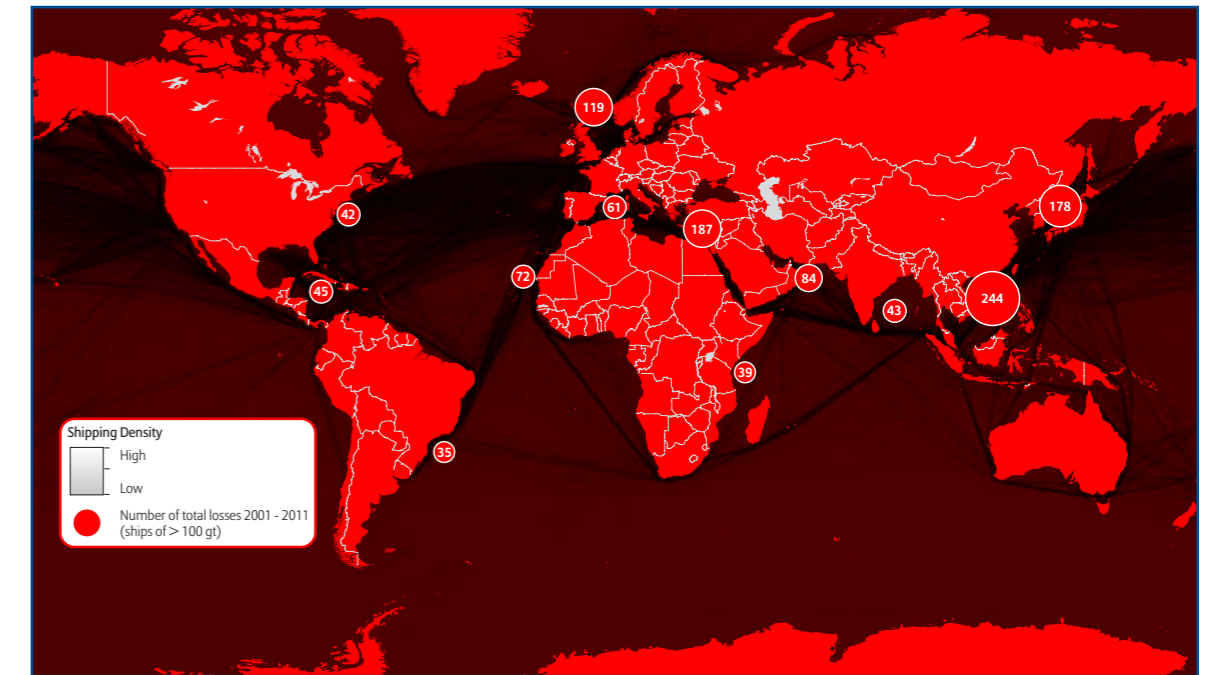 119
178
61
42
187
72
84
45
244
43
39
35
Shipping Density
High
Low
Number of total losses 2001 - 2011
(ships of > 100 gt)